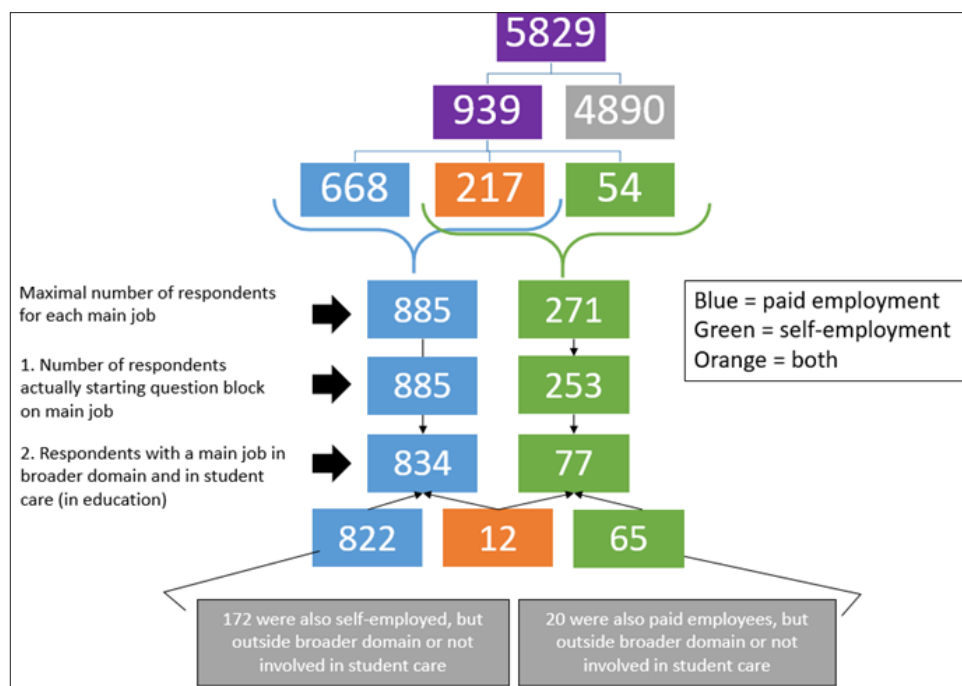 5829
939
4890
668
217
54
Maximal number of respondents
for each main job
885
271
Blue = paid employment
Green = self-employment
Orange = both
1. Number of respondents
actually starting question block
on main job
885
253
2. Respondents with a main job in
broader domain and in student
care (in education)
834
77
822
12
65
172 were also self-employed, but
outside broader domain or not
involved in student care
20 were also paid employees, but
outside broader domain or not
involved in student care